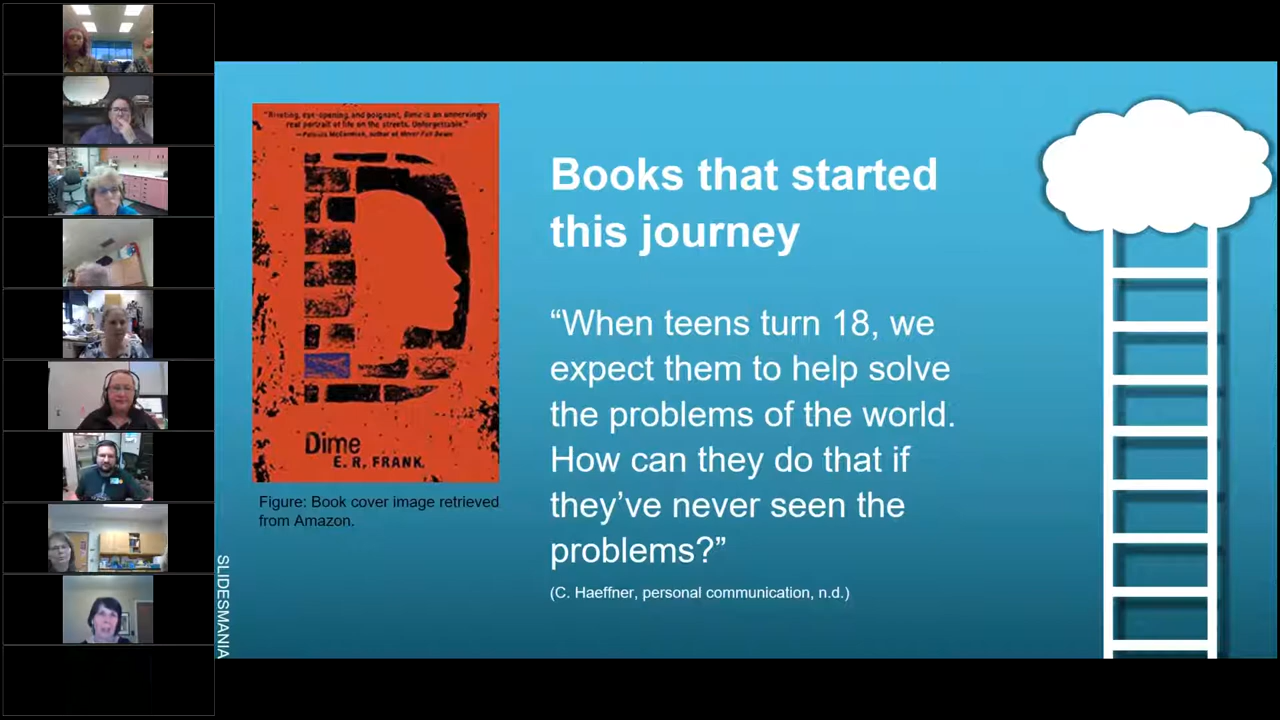 "Riveting, eye-opening, and poignant, Dime is an unnervingly
real portrait of life on the streets. Unforgettable."
—Patricia McCormick, author of Never Fall Down
Dime
E. R. FRANK
Figure: Book cover image retrieved
from Amazon.
SLIDESMANIA
Books that started
this journey
“When teens turn 18, we
expect them to help solve
the problems of the world.
How can they do that if
they’ve never seen the
problems?”
(C. Haeffner, personal communication, n.d.)